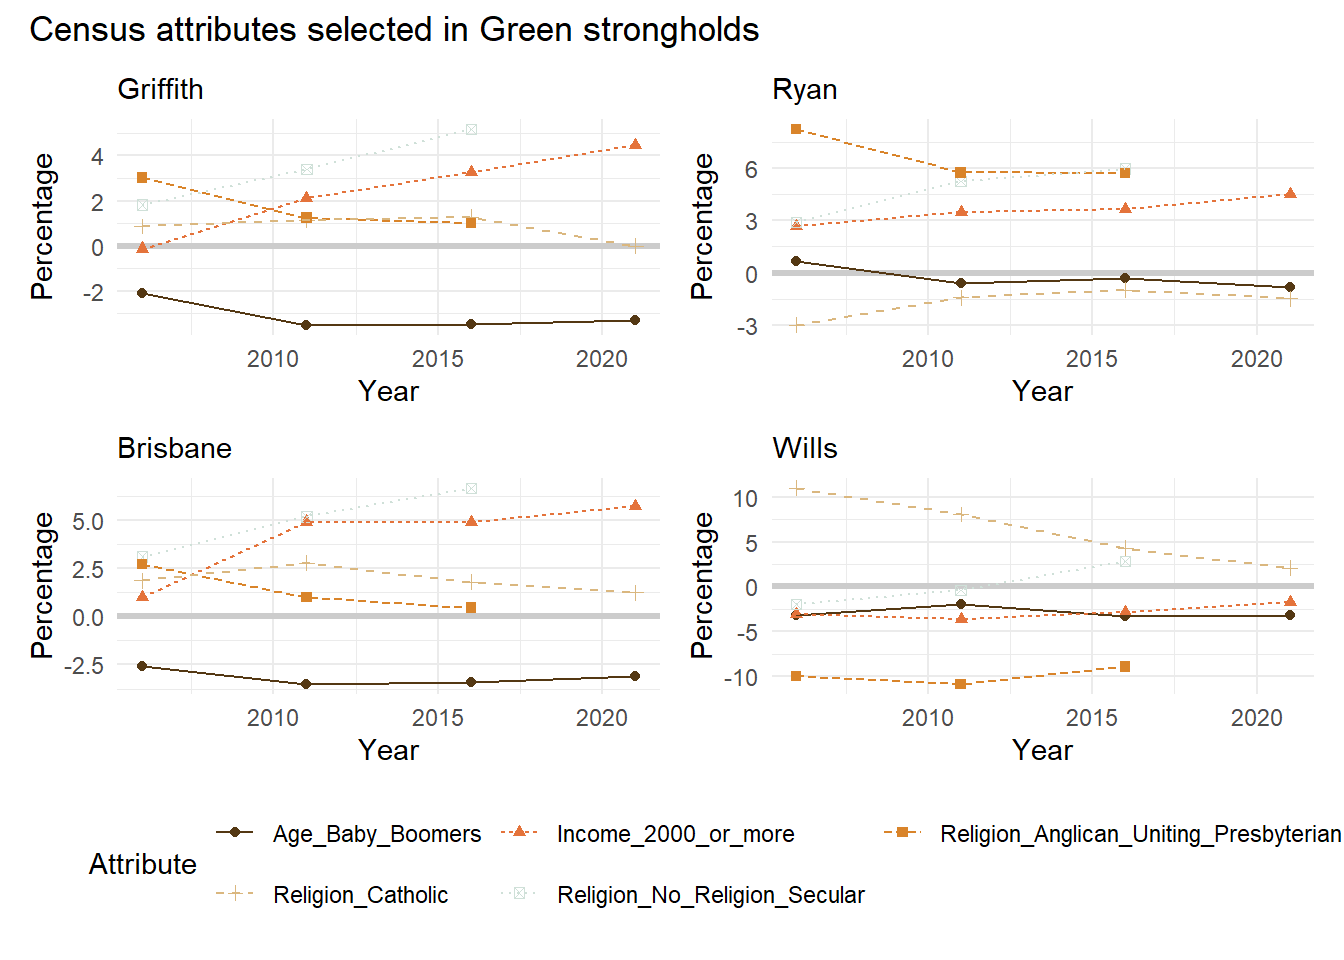 Census attributes selected in Green strongholds
Griffith
Percentage
4
2
0
-2
2010 2015 2020
Year
Ryan
Percentage
6
3
0
-3
2010 2015 2020
Year
Brisbane
Percentage
5.0
2.5
0.0
-2.5
2010 2015 2020
Year
Wills
Percentage
10
5
0
-5
-10
2010 2015 2020
Year
Attribute
Age_Baby_Boomers Income_2000_or_more Religion_Anglican_Uniting_Presbyterian
Religion_Catholic Religion_No_Religion_Secular